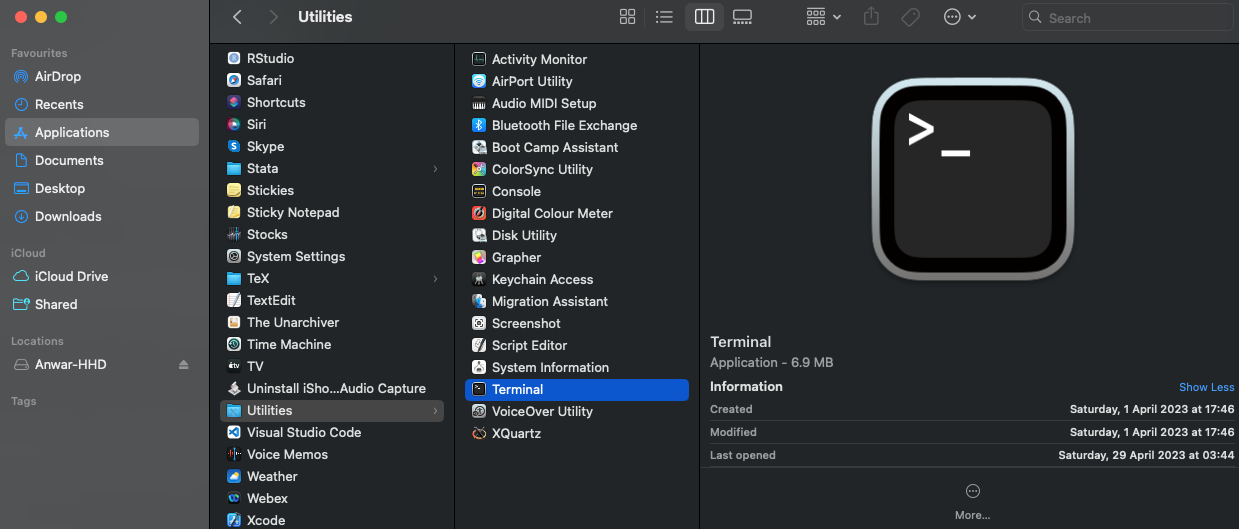 Utilities
Search
Favourites
AirDrop
Recents
Applications
Documents
Desktop
Downloads
iCloud
iCloud Drive
Shared
Locations
Anwar-HHD
Tags
RStudio
Safari
Shortcuts
Siri
Skype
Stata
Stickies
Sticky Notepad
Stocks
System Settings
TeX
TextEdit
The Unarchiver
Time Machine
TV
Uninstall iSho...Audio Capture
Utilities
Visual Studio Code
Voice Memos
Weather
Webex
Xcode
Activity Monitor
AirPort Utility
Audio MIDI Setup
Bluetooth File Exchange
Boot Camp Assistant
ColorSync Utility
Console
Digital Colour Meter
Disk Utility
Grapher
Keychain Access
Migration Assistant
Screenshot
Script Editor
System Information
Terminal
VoiceOver Utility
XQuartz
>_
Terminal
Application - 6.9 MB
Information Show Less
Created Saturday, 1 April 2023 at 17:46
Modified Saturday, 1 April 2023 at 17:46
Last opened Saturday, 29 April 2023 at 03:44
More...